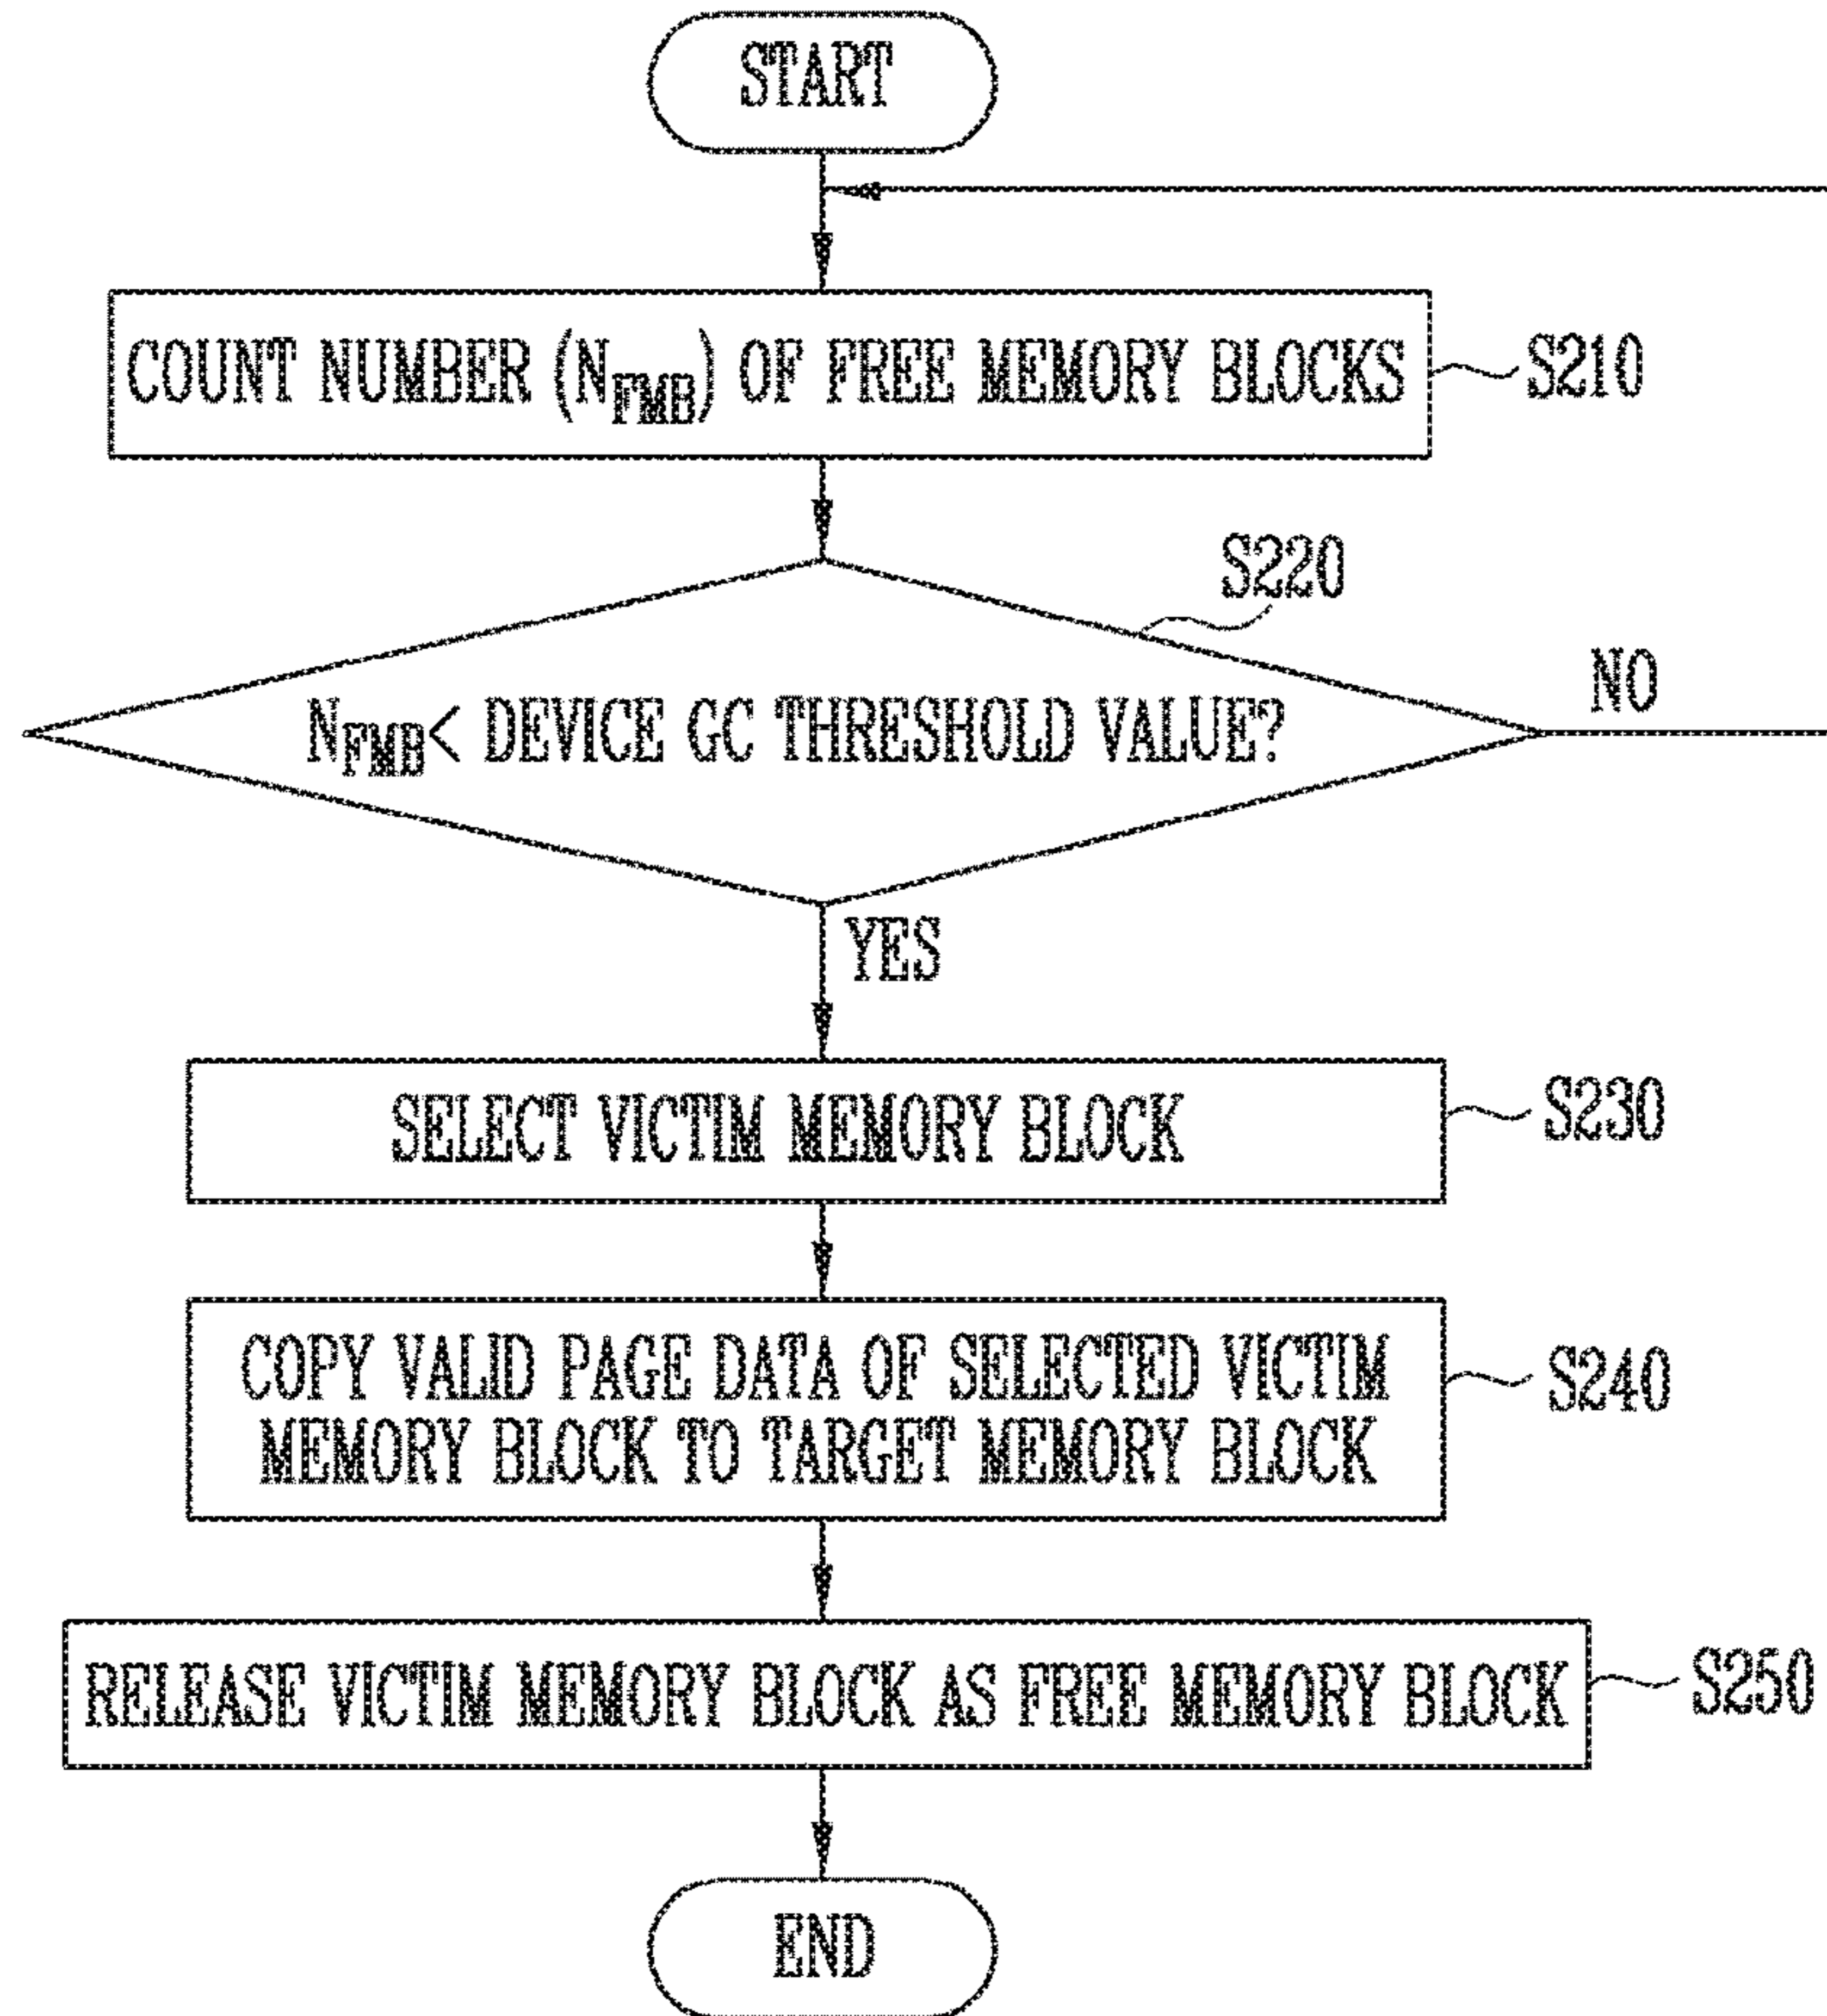 START
COUNT NUMBER (N_FMB) OF FREE MEMORY BLOCKS
S210
S220
N_FMB < DEVICE GC THRESHOLD VALUE?
NO
YES
SELECT VICTIM MEMORY BLOCK
S230
COPY VALID PAGE DATA OF SELECTED VICTIM
MEMORY BLOCK TO TARGET MEMORY BLOCK
S240
RELEASE VICTIM MEMORY BLOCK AS FREE MEMORY BLOCK
S250
END